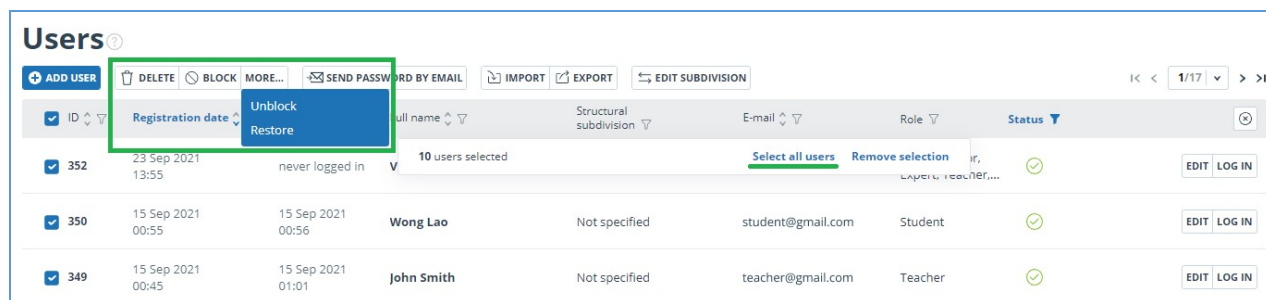 Users
ADD USER DELETE BLOCK MORE... SEND PASSWORD BY EMAIL IMPORT EXPORT EDIT SUBDIVISION 1/17
Unblock
Restore
ID Registration date ull name Structural subdivision E-mail Role Status
10 users selected Select all users Remove selection
352 23 Sep 2021 13:55 never logged in V EDIT LOG IN
350 15 Sep 2021 00:55 15 Sep 2021 00:56 Wong Lao Not specified student@gmail.com Student EDIT LOG IN
349 15 Sep 2021 00:45 15 Sep 2021 01:01 John Smith Not specified teacher@gmail.com Teacher EDIT LOG IN